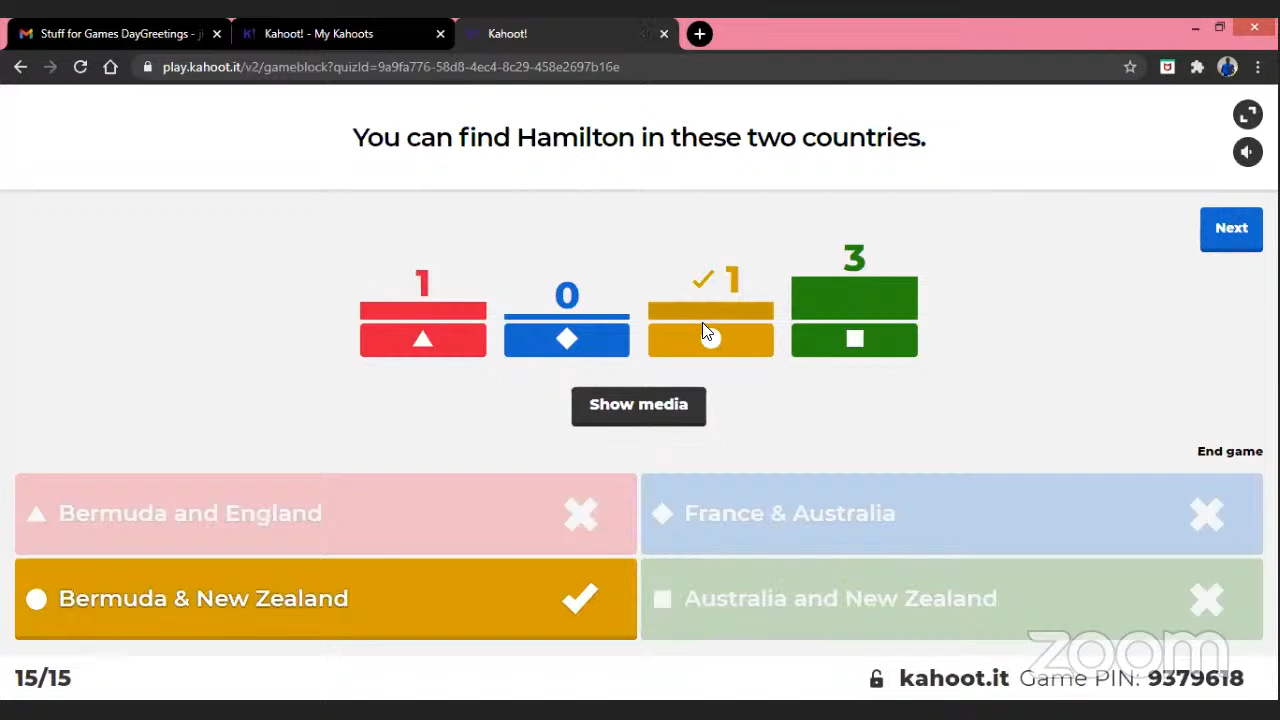 Stuff for Games DayGreetings - j
Kahoot! - My Kahoots
Kahoot!
play.kahoot.it/v2/gameblock?quizId=9a9fa776-58d8-4ec4-8c29-458e2697b16e
You can find Hamilton in these two countries.
Next
1
0
1
3
Show media
End game
Bermuda and England
France & Australia
Bermuda & New Zealand
Australia and New Zealand
zoom
15/15
kahoot.it Game PIN: 9379618